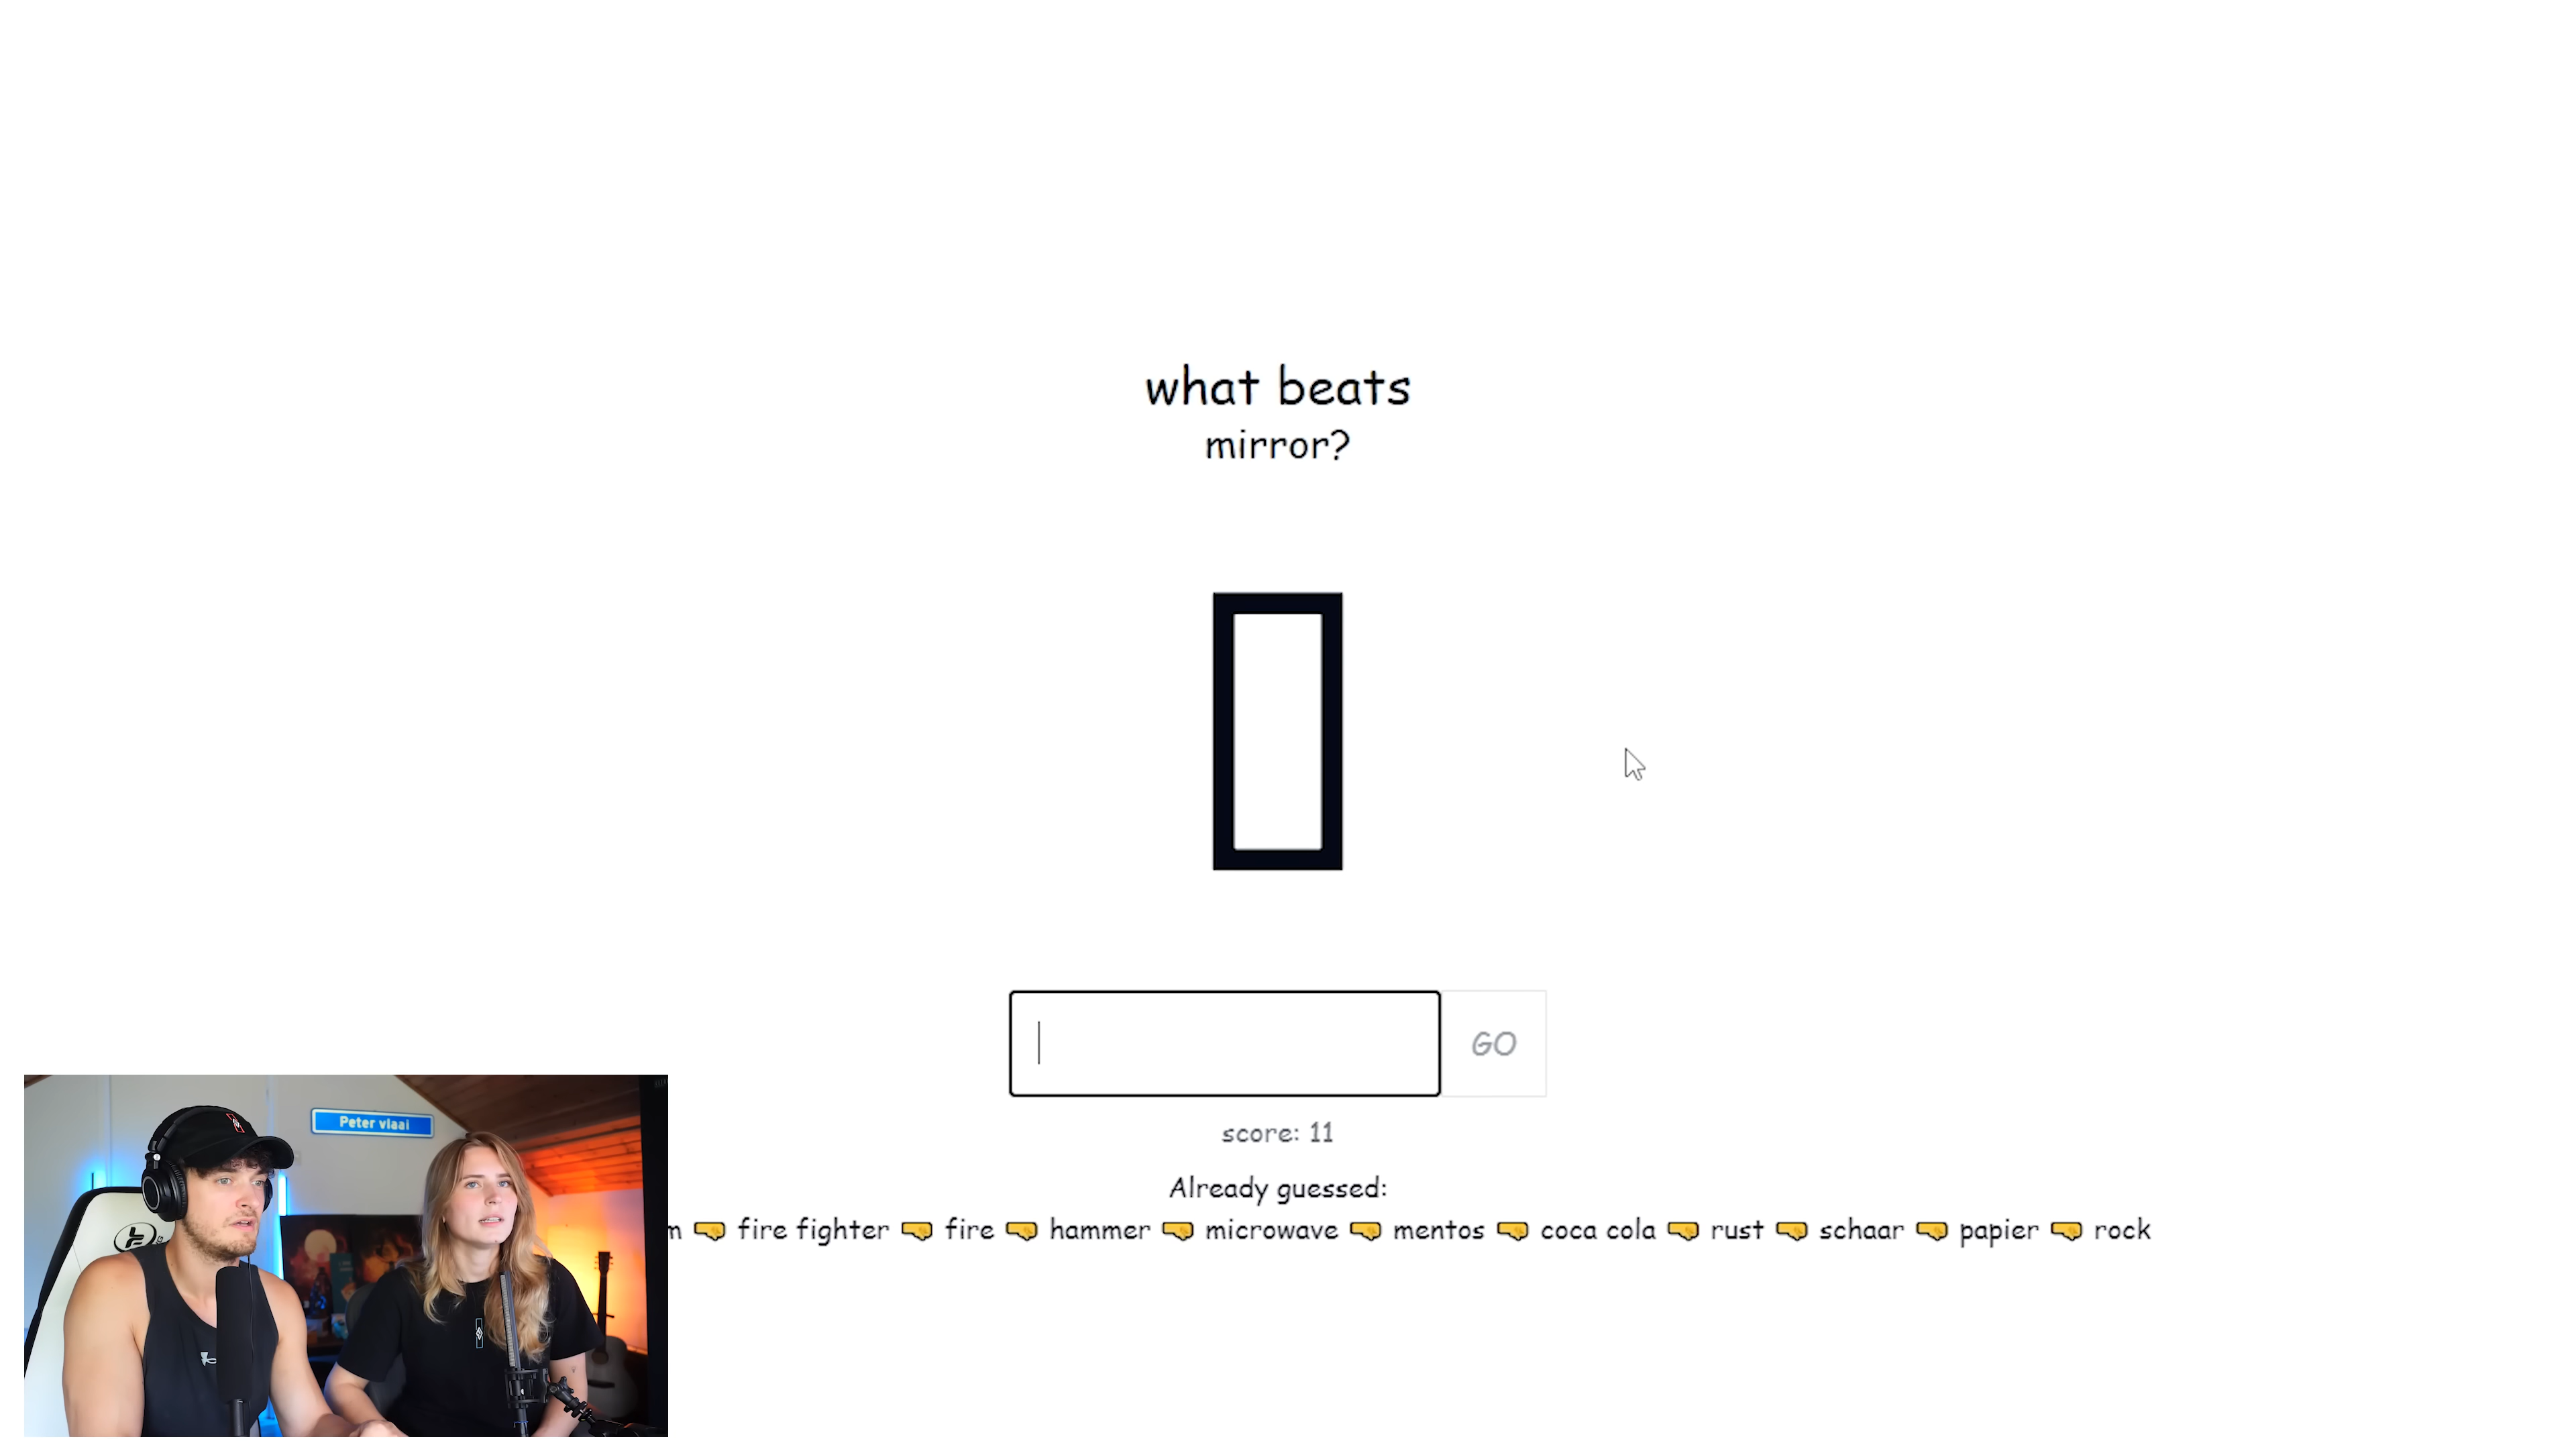 what beats
mirror?
GO
score: 11
Already guessed:
m 🤜 fire fighter 🤜 fire 🤜 hammer 🤜 microwave 🤜 mentos 🤜 coca cola 🤜 rust 🤜 schaar 🤜 papier 🤜 rock
Peter vlaai